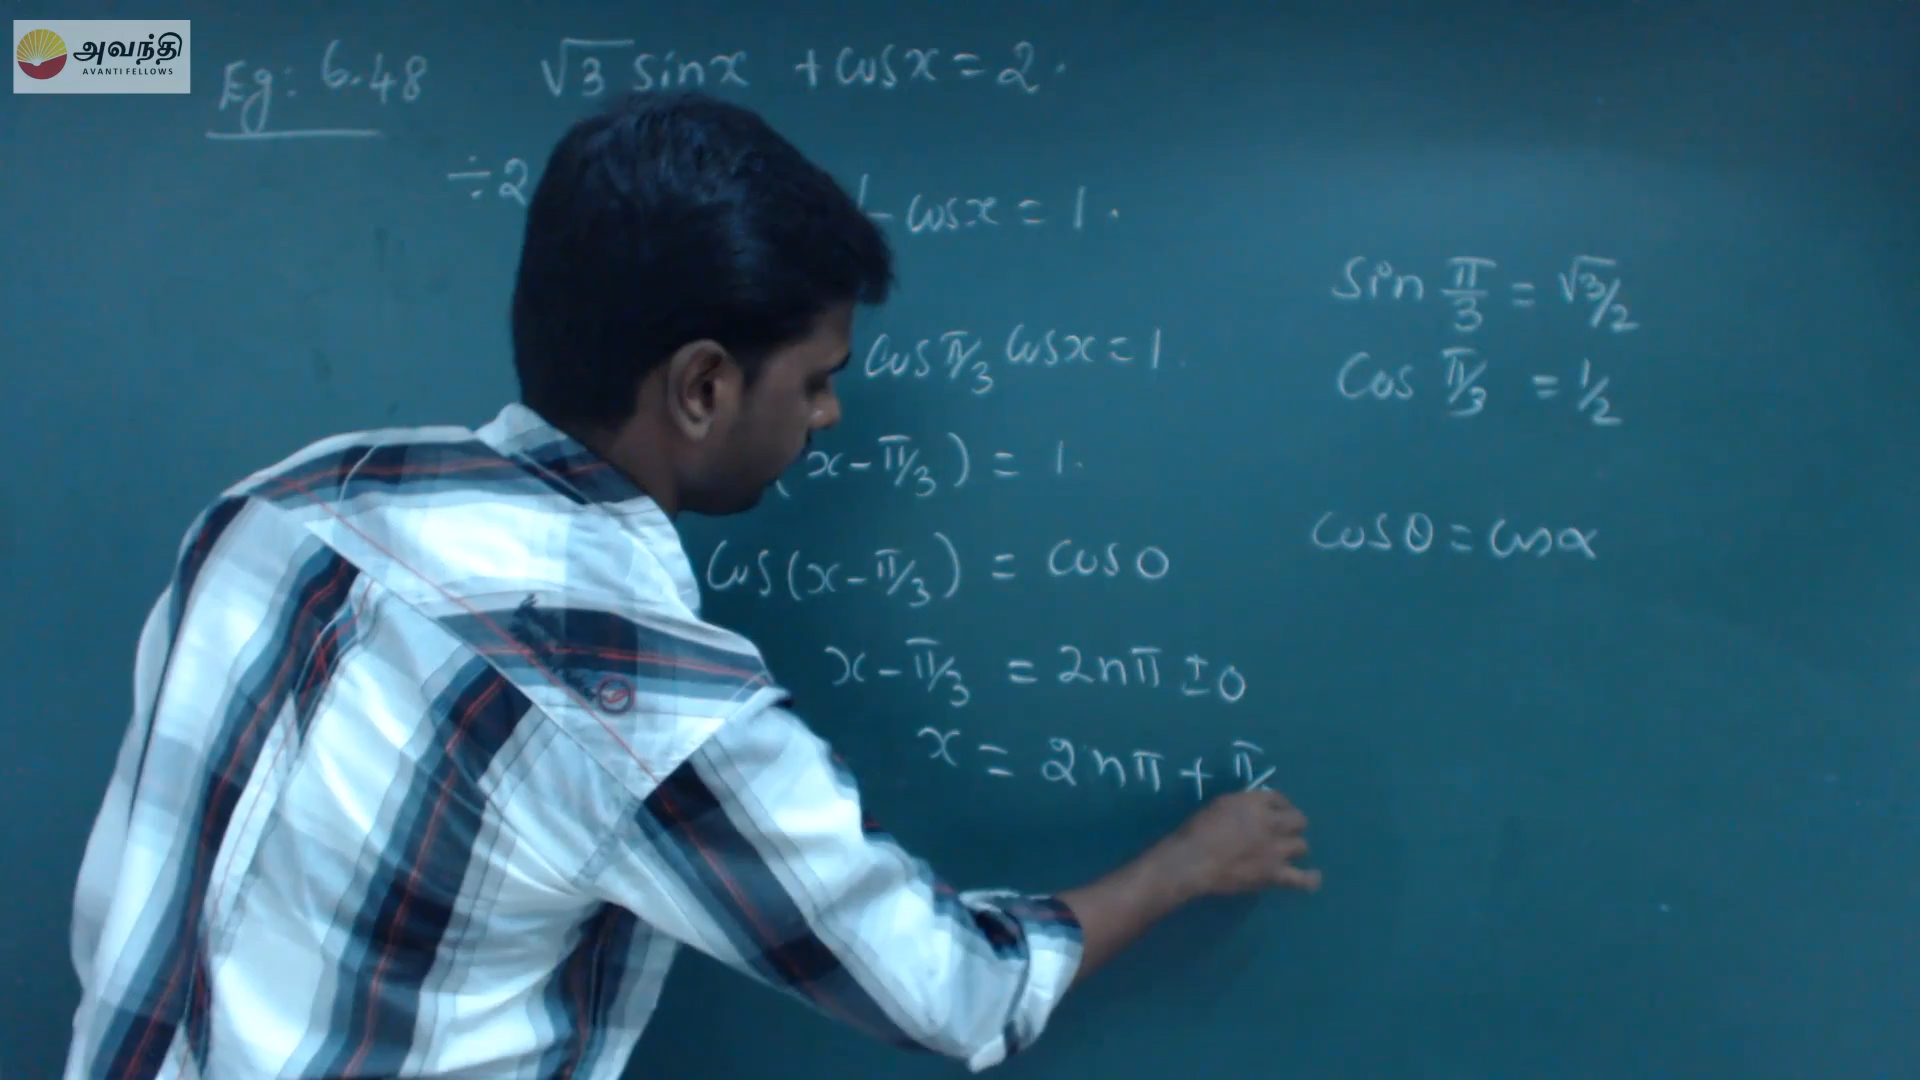 அவந்தி
AVANTI FELLOWS
Eg: 6.48 √3 sinx + cosx = 2.
÷2 cosx = 1.
cos π/3 cosx = 1.
(x - π/3) = 1.
cos(x - π/3) = cos 0
x - π/3 = 2nπ ± 0
x = 2nπ + π/
sin π/3 = √3/2
cos π/3 = 1/2
cosθ = cosα